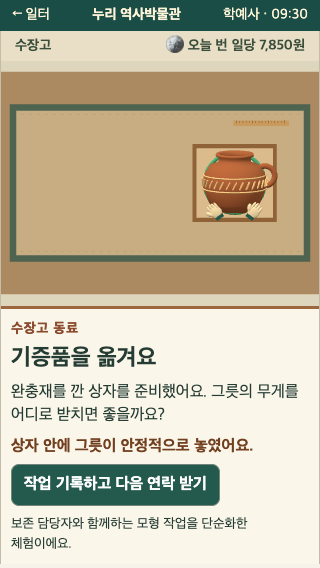 ← 일터 누리 역사박물관 학예사 · 09:30
수장고 오늘 번 일당 7,850원
수장고 동료
기증품을 옮겨요
완충재를 깐 상자를 준비했어요. 그릇의 무게를
어디로 받치면 좋을까요?
상자 안에 그릇이 안정적으로 놓였어요.
작업 기록하고 다음 연락 받기
보존 담당자와 함께하는 모형 작업을 단순화한
체험이에요.